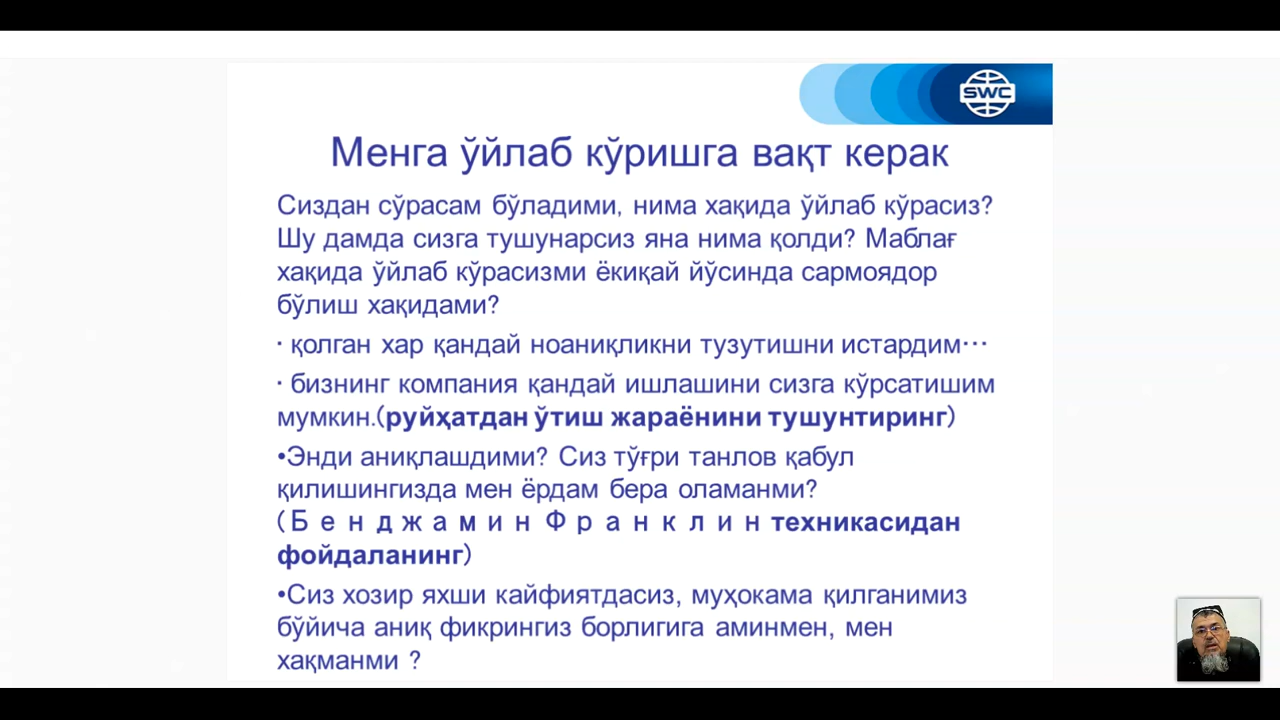 SWC
Менга ўйлаб кўришга вақт керак
Сиздан сўрасам бўладими, нима хақида ўйлаб кўрасиз?
Шу дамда сизга тушунарсиз яна нима қолди? Маблағ
хақида ўйлаб кўрасизми ёкиқай йўсинда сармоядор
бўлиш хақидами?
· қолган хар қандай ноаниқликни тузутишни истардим···
· бизнинг компания қандай ишлашини сизга кўрсатишим
мумкин.(руйҳатдан ўтиш жараёнини тушунтиринг)
•Энди аниқлашдими? Сиз тўғри танлов қабул
қилишингизда мен ёрдам бера оламанми?
(Бенджамин Франклин техникасидан
фойдаланинг)
•Сиз хозир яхши кайфиятдасиз, муҳокама қилганимиз
бўйича аниқ фикрингиз борлигига аминмен, мен
хақманми ?